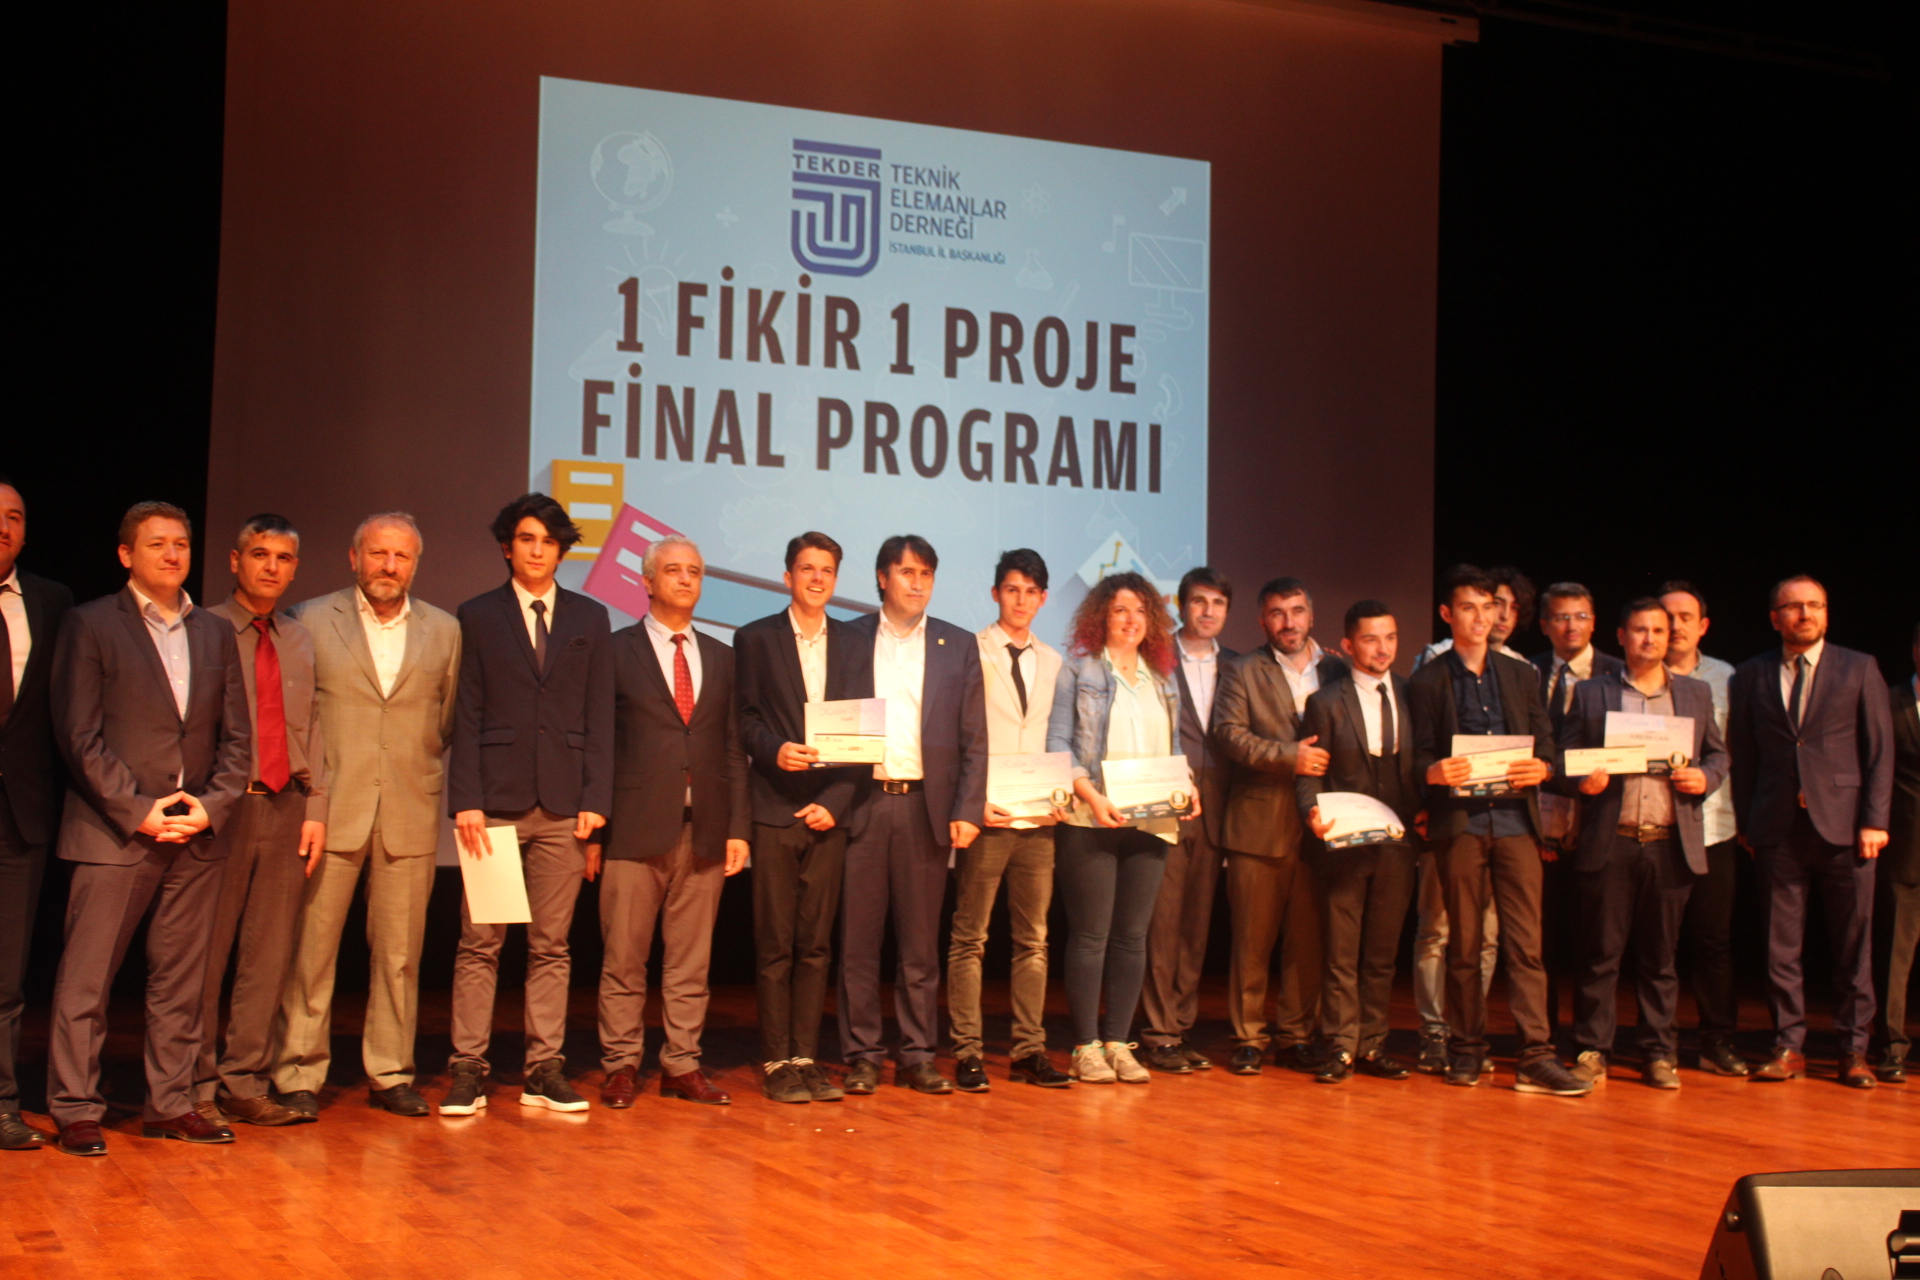 TEKDER
TEKNİK
ELEMANLAR
DERNEĞİ
İSTANBUL İL BAŞKANLIĞI
1 FİKİR 1 PROJE
FİNAL PROGRAMI